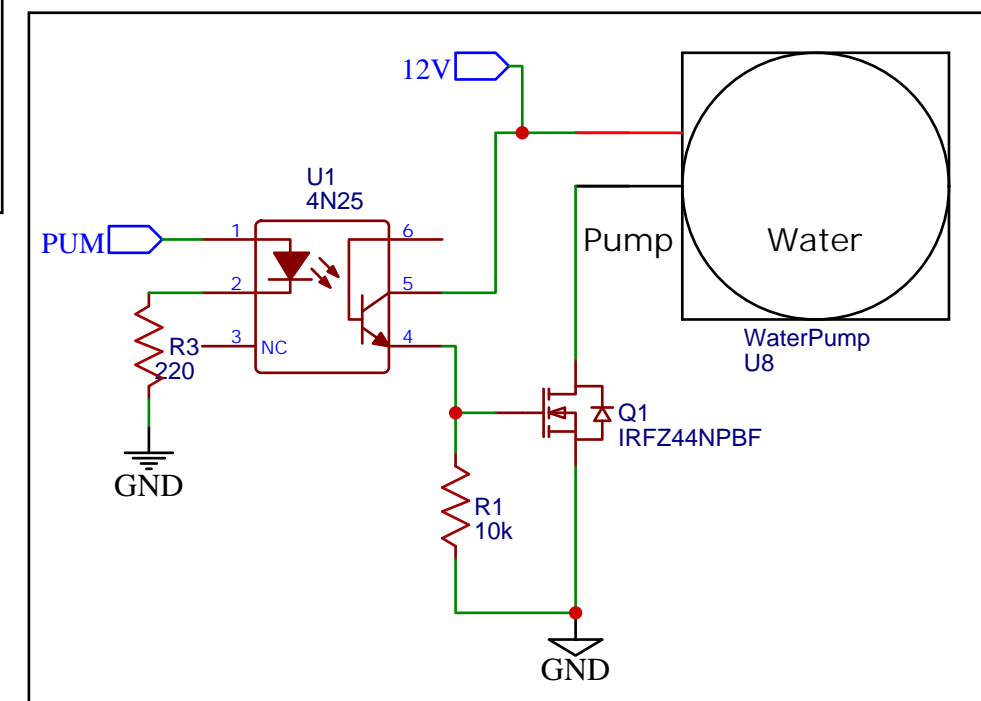 12V
U1
4N25
PUM
1
6
2
5
3
NC
4
R3
220
GND
Pump
Water
WaterPump
U8
Q1
IRFZ44NPBF
R1
10k
GND